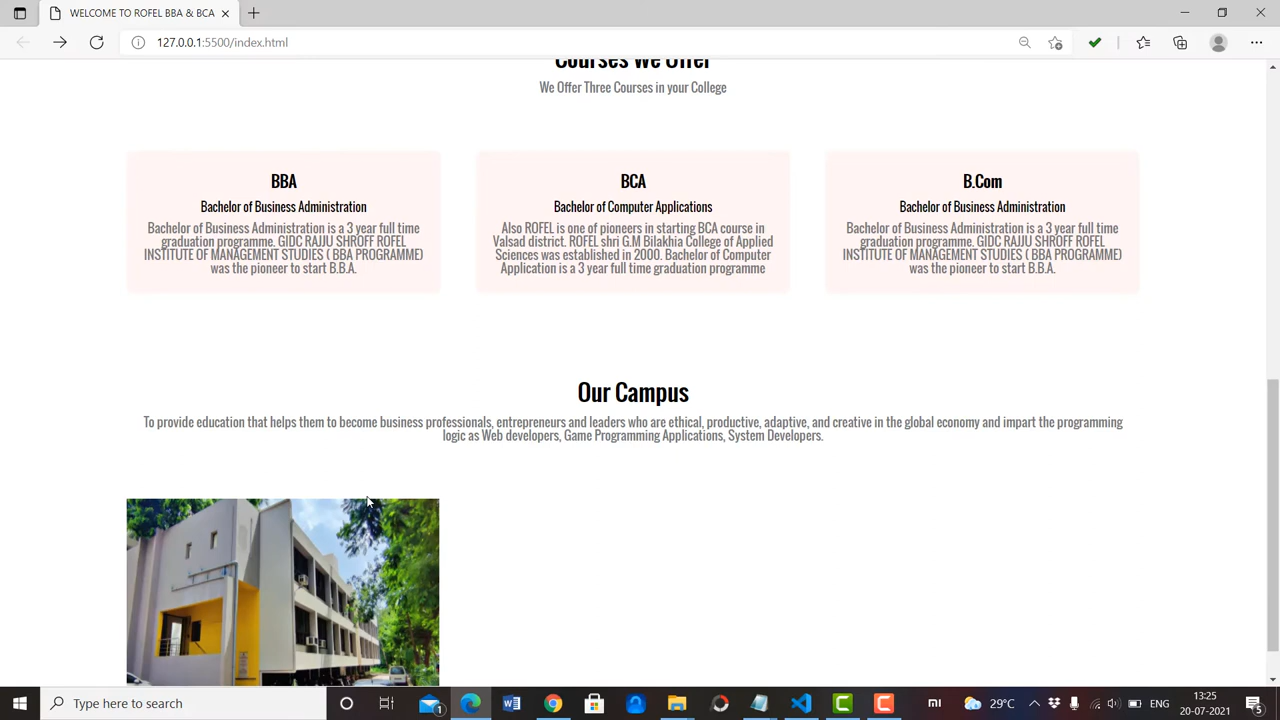 WELCOME TO ROFEL BBA & BCA
127.0.0.1:5500/index.html
Courses We Offer
We Offer Three Courses in your College
BBA
Bachelor of Business Administration
Bachelor of Business Administration is a 3 year full time
graduation programme. GIDC RAJJU SHROFF ROFEL
INSTITUTE OF MANAGEMENT STUDIES ( BBA PROGRAMME)
was the pioneer to start B.B.A.
BCA
Bachelor of Computer Applications
Also ROFEL is one of pioneers in starting BCA course in
Valsad district. ROFEL shri G.M Bilakhia College of Applied
Sciences was established in 2000. Bachelor of Computer
Application is a 3 year full time graduation programme
B.Com
Bachelor of Business Administration
Bachelor of Business Administration is a 3 year full time
graduation programme. GIDC RAJJU SHROFF ROFEL
INSTITUTE OF MANAGEMENT STUDIES ( BBA PROGRAMME)
was the pioneer to start B.B.A.
Our Campus
To provide education that helps them to become business professionals, entrepreneurs and leaders who are ethical, productive, adaptive, and creative in the global economy and impart the programming
logic as Web developers, Game Programming Applications, System Developers.
Type here to search
1
mi
29°C
ENG
13:25
20-07-2021
5